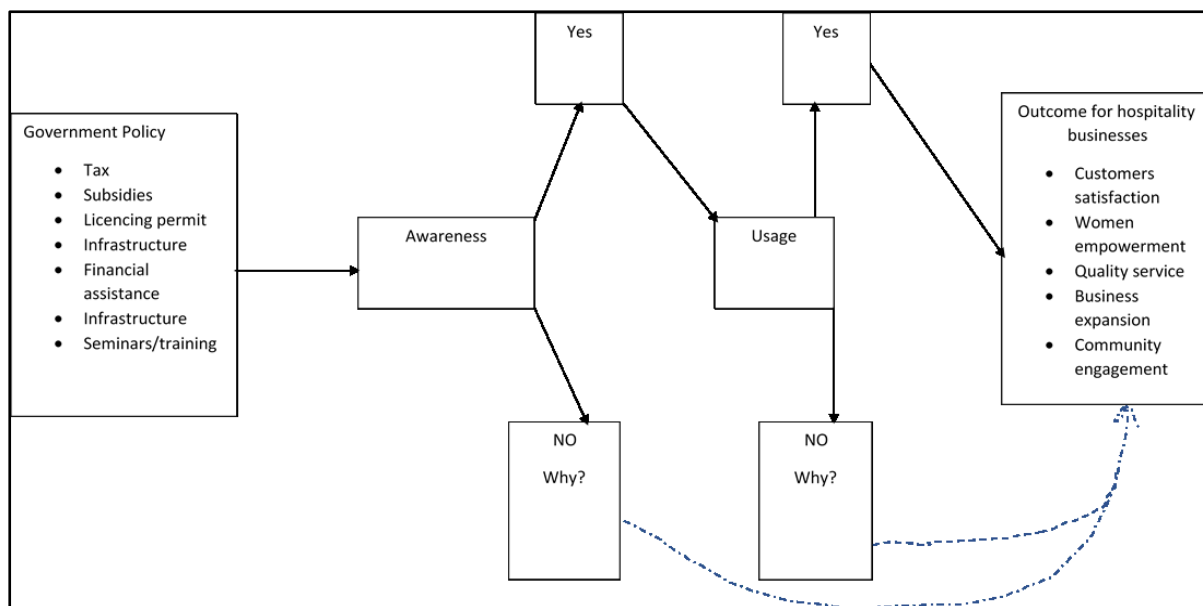 Yes
Yes
Government Policy
• Tax
• Subsidies
• Licencing permit
• Infrastructure
• Financial
assistance
• Infrastructure
• Seminars/training
Awareness
Usage
Outcome for hospitality
businesses
• Customers
satisfaction
• Women
empowerment
• Quality service
• Business
expansion
• Community
engagement
NO
Why?
NO
Why?